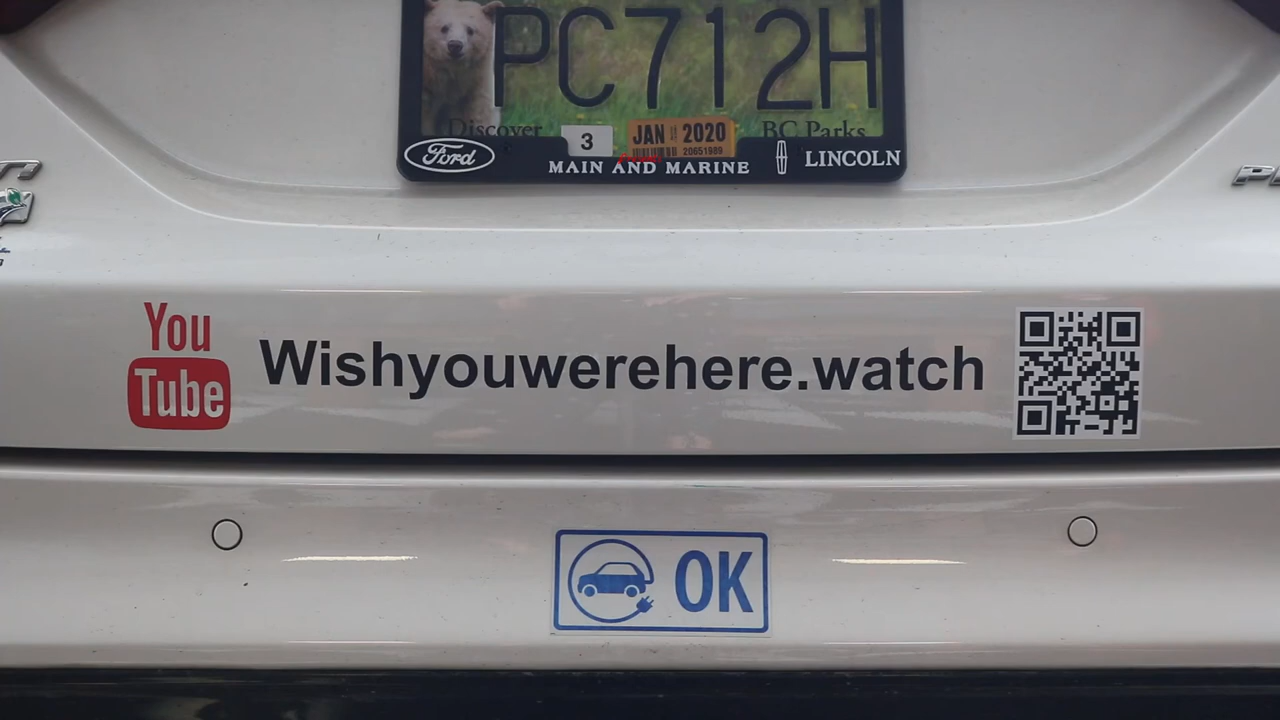 PC712H
Discover
3
JAN 2020
20651989
BC Parks
Ford
MAIN AND MARINE
LINCOLN
You
Tube
Wishyouwerehere.watch
OK